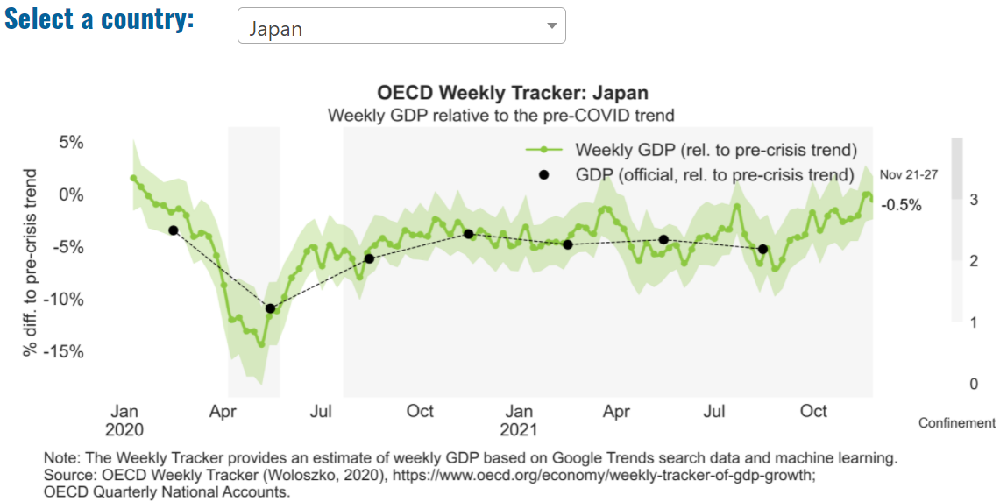 Select a country:
Japan
OECD Weekly Tracker: Japan
Weekly GDP relative to the pre-COVID trend
Weekly GDP (rel. to pre-crisis trend)
GDP (official, rel. to pre-crisis trend)
Nov 21-27
-0.5%
% diff. to pre-crisis trend
5%
0%
-5%
-10%
-15%
3
2
1
0
Confinement
Jan
2020
Apr
Jul
Oct
Jan
2021
Apr
Jul
Oct
Note: The Weekly Tracker provides an estimate of weekly GDP based on Google Trends search data and machine learning.
Source: OECD Weekly Tracker (Woloszko, 2020), https://www.oecd.org/economy/weekly-tracker-of-gdp-growth;
OECD Quarterly National Accounts.